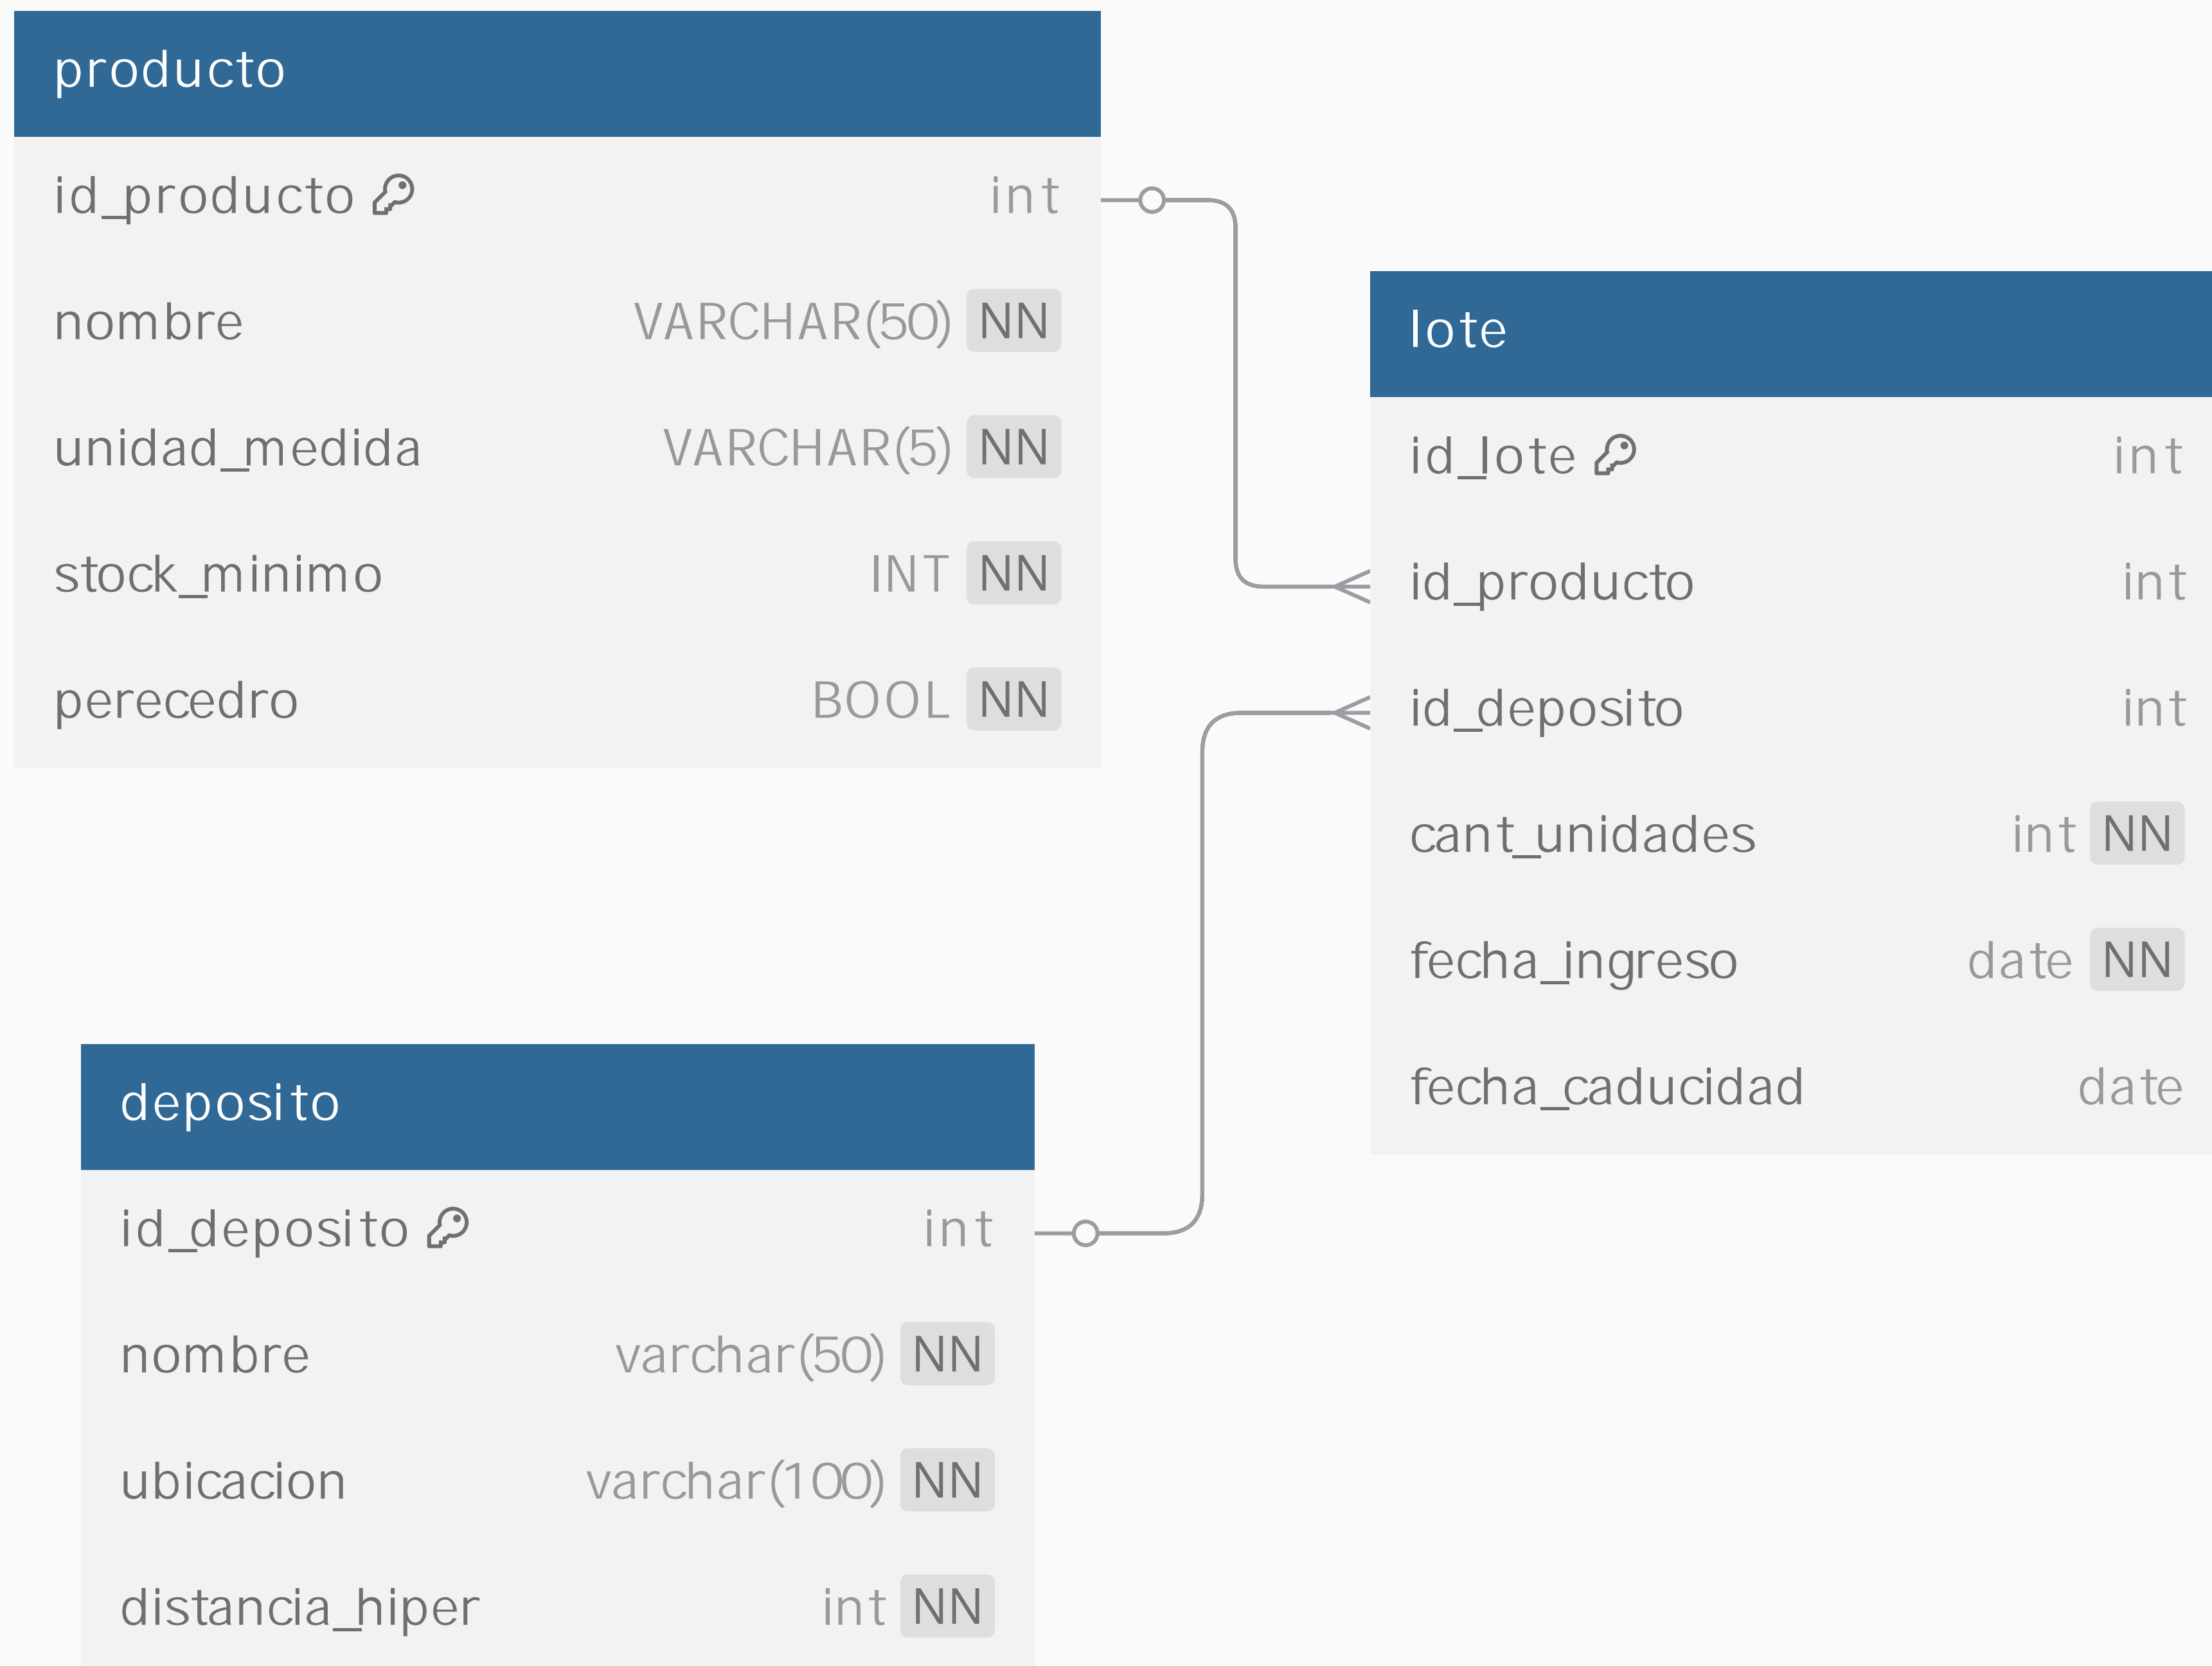 producto
id_producto int
nombre VARCHAR(50) NN
unidad_medida VARCHAR(5) NN
stock_minimo INT NN
perecedro BOOL NN
lote
id_lote int
id_producto int
id_deposito int
cant_unidades int NN
fecha_ingreso date NN
fecha_caducidad date
deposito
id_deposito int
nombre varchar(50) NN
ubicacion varchar(100) NN
distancia_hiper int NN